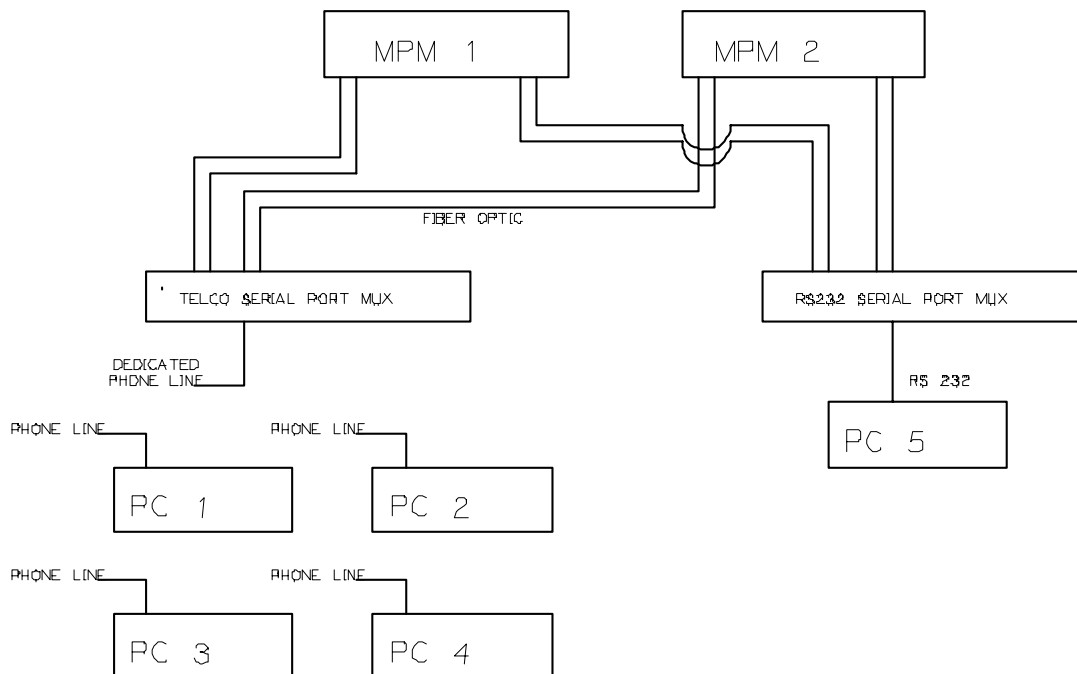 MPM 1
MPM 2
FIBER OPTIC
TELCO SERIAL PORT MUX
RS232 SERIAL PORT MUX
DEDICATED
PHONE LINE
RS 232
PHONE LINE
PHONE LINE
PC 5
PC 1
PC 2
PHONE LINE
PHONE LINE
PC 3
PC 4